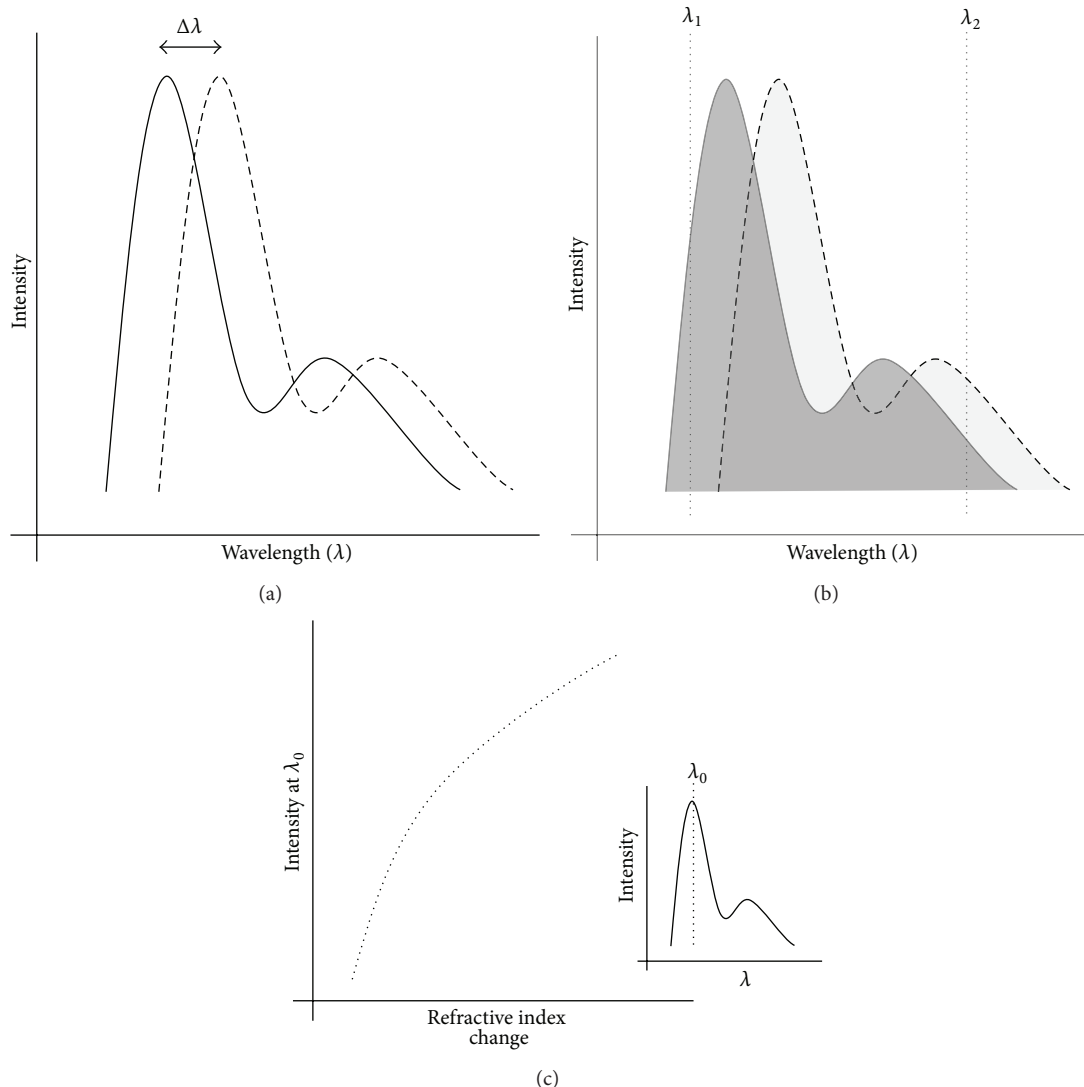 Δλ
Intensity
Wavelength (λ)
(a)
λ1
λ2
Intensity
Wavelength (λ)
(b)
Intensity at λ0
Refractive index
change
λ0
Intensity
λ
(c)